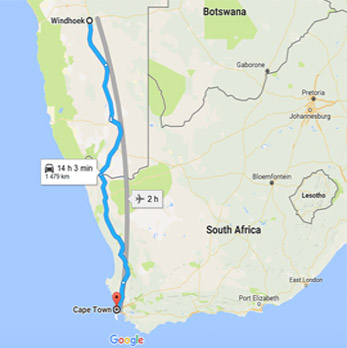 Botswana
Windhoek
Gaborone
Pretoria
Johannesburg
14 h 3 min
1 479 km
2 h
Bloemfontein
Lesotho
South Africa
East London
Port Elizabeth
Cape Town
Google